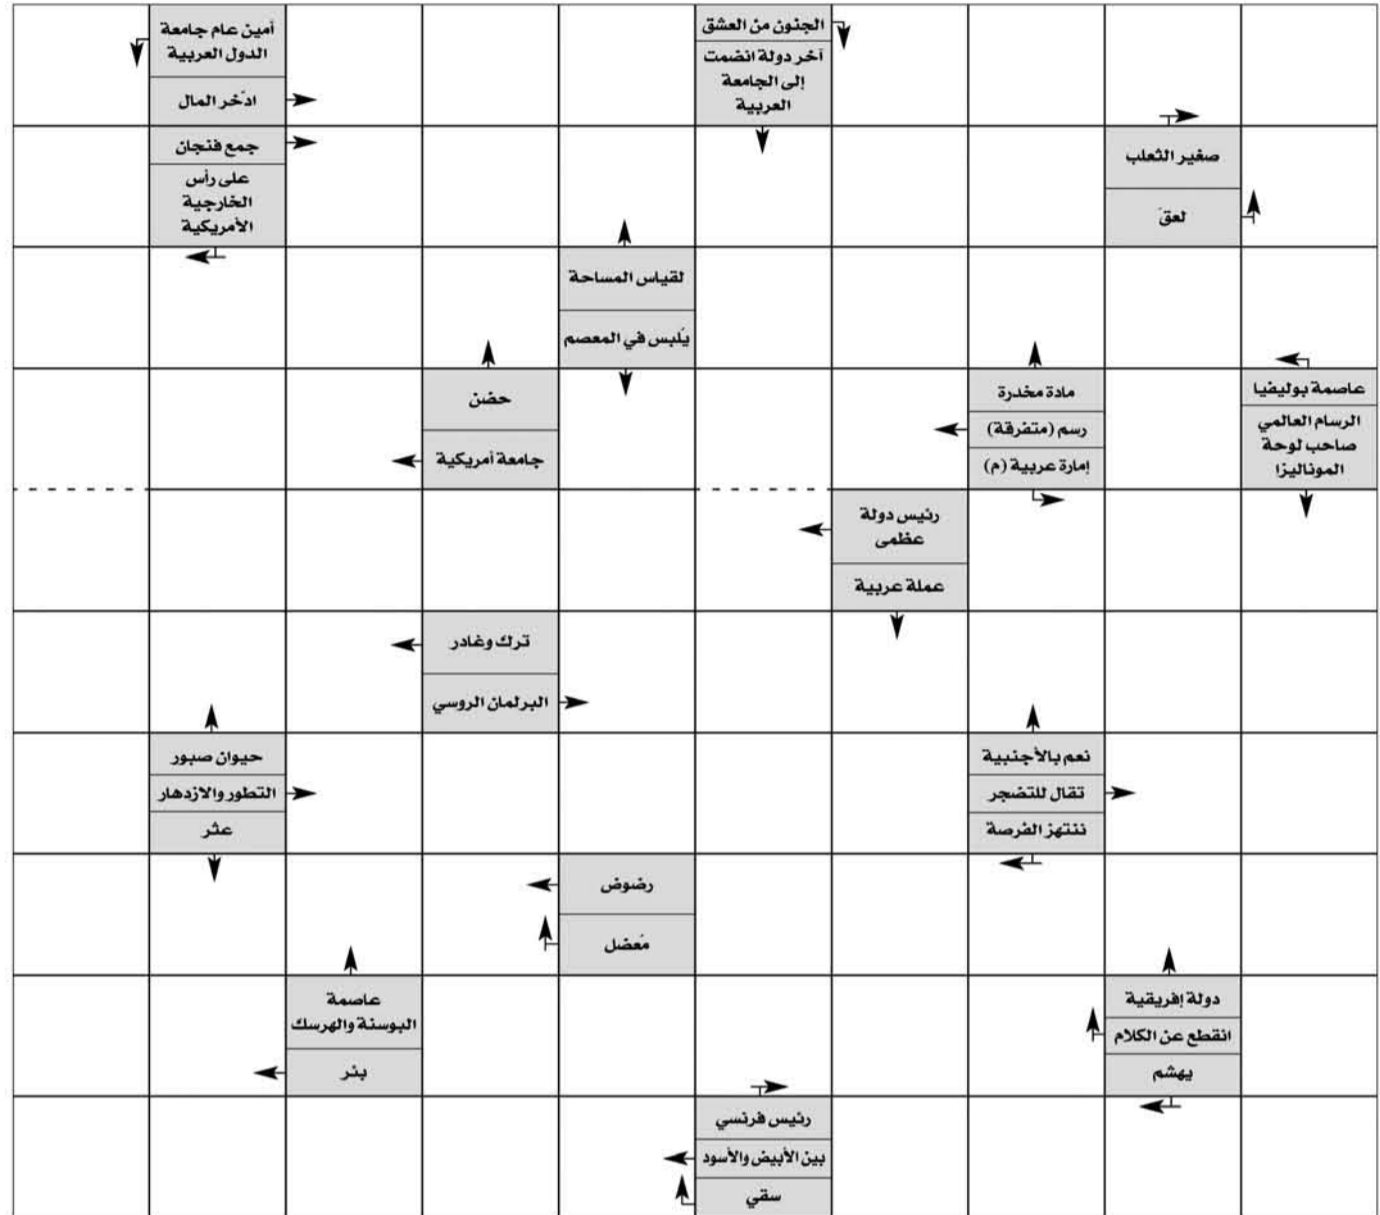 الجنون من العشق
آخر دولة انضمت
إلى الجامعة
العربية
أمين عام جامعة
الدول العربية
ادّخر المال
صغير الثعلب
لعقَ
جمع فنجان
على رأس
الخارجية
الأمريكية
لقياس المساحة
يُلبس في المعصم
عاصمة بوليفيا
الرسام العالمي
صاحب لوحة
الموناليزا
مادة مخدرة
رسم (متفرقة)
إمارة عربية (م)
حضن
جامعة أمريكية
رئيس دولة
عظمى
عملة عربية
ترك وغادر
البرلمان الروسي
نعم بالأجنبية
تقال للتضجر
ننتهز الفرصة
حيوان صبور
التطور والازدهار
عثر
رضوض
مُعضل
دولة إفريقية
انقطع عن الكلام
يهشم
عاصمة
البوسنة والهرسك
بنر
رئيس فرنسي
بين الأبيض والأسود
سقي